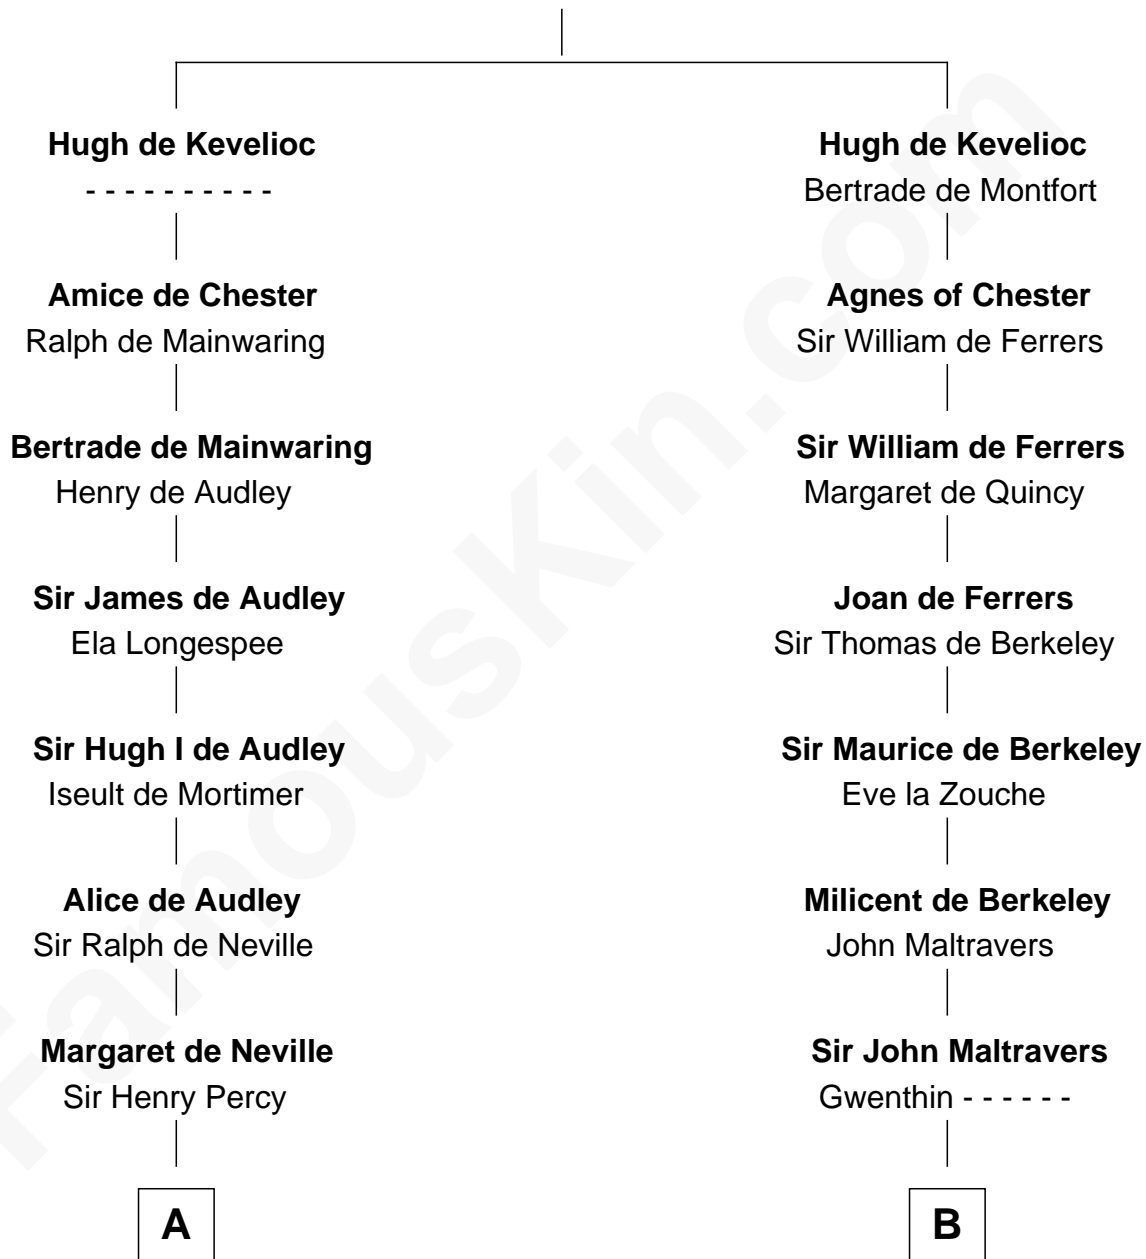 Hugh de Kevelioc
- - - - - - - - - -
Amice de Chester
Ralph de Mainwaring
Bertrade de Mainwaring
Henry de Audley
Sir James de Audley
Ela Longespee
Sir Hugh I de Audley
Iseult de Mortimer
Alice de Audley
Sir Ralph de Neville
Margaret de Neville
Sir Henry Percy
A
Hugh de Kevelioc
Bertrade de Montfort
Agnes of Chester
Sir William de Ferrers
Sir William de Ferrers
Margaret de Quincy
Joan de Ferrers
Sir Thomas de Berkeley
Sir Maurice de Berkeley
Eve la Zouche
Milicent de Berkeley
John Maltravers
Sir John Maltravers
Gwenthin - - - - - -
B
FamousKin.com